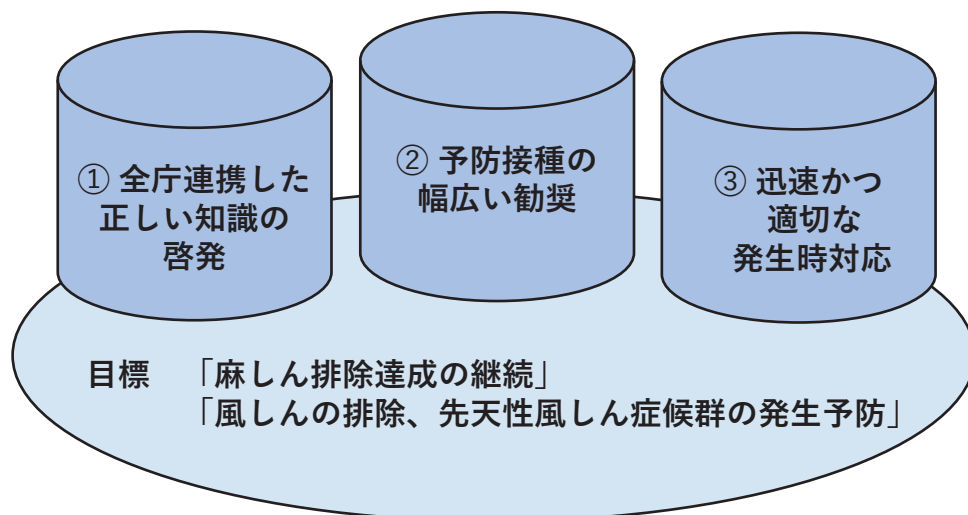 ① 全庁連携した
正しい知識の
啓発
② 予防接種の
幅広い勧奨
③ 迅速かつ
適切な
発生時対応
目標 「麻しん排除達成の継続」
「風しんの排除、先天性風しん症候群の発生予防」